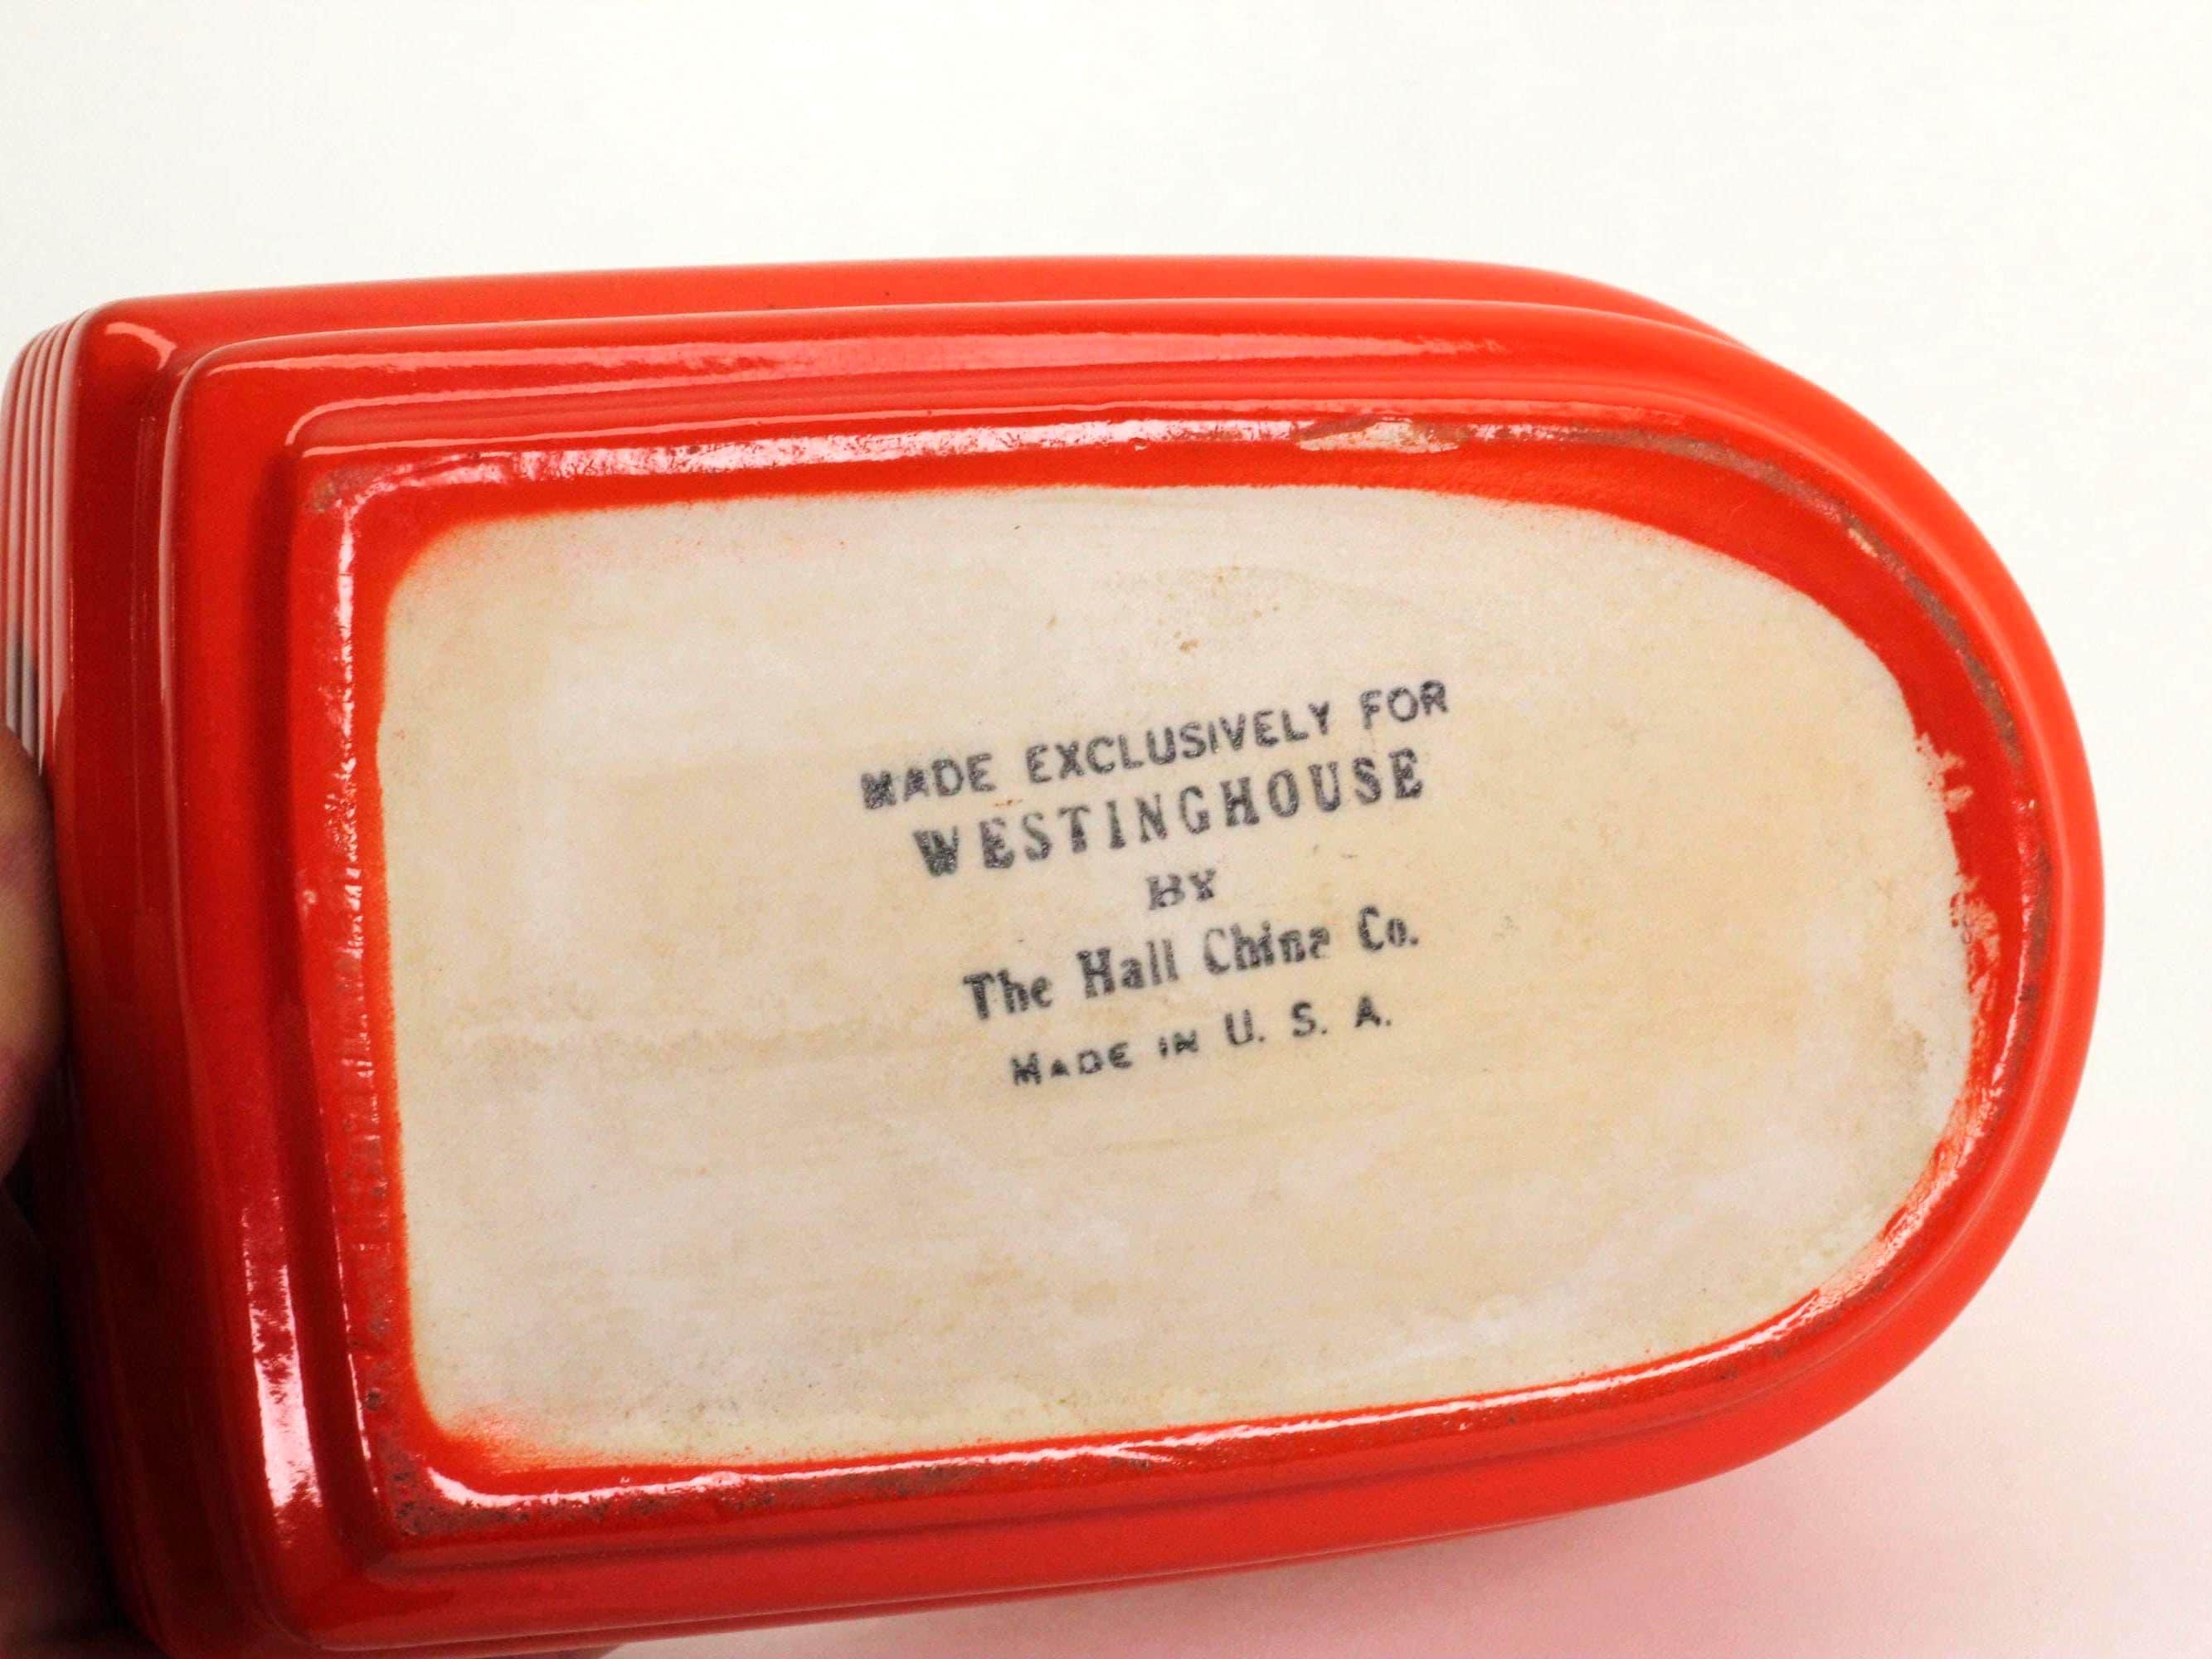 MADE EXCLUSIVELY FOR
WESTINGHOUSE
BY
The Hall China Co.
MADE IN U. S. A.